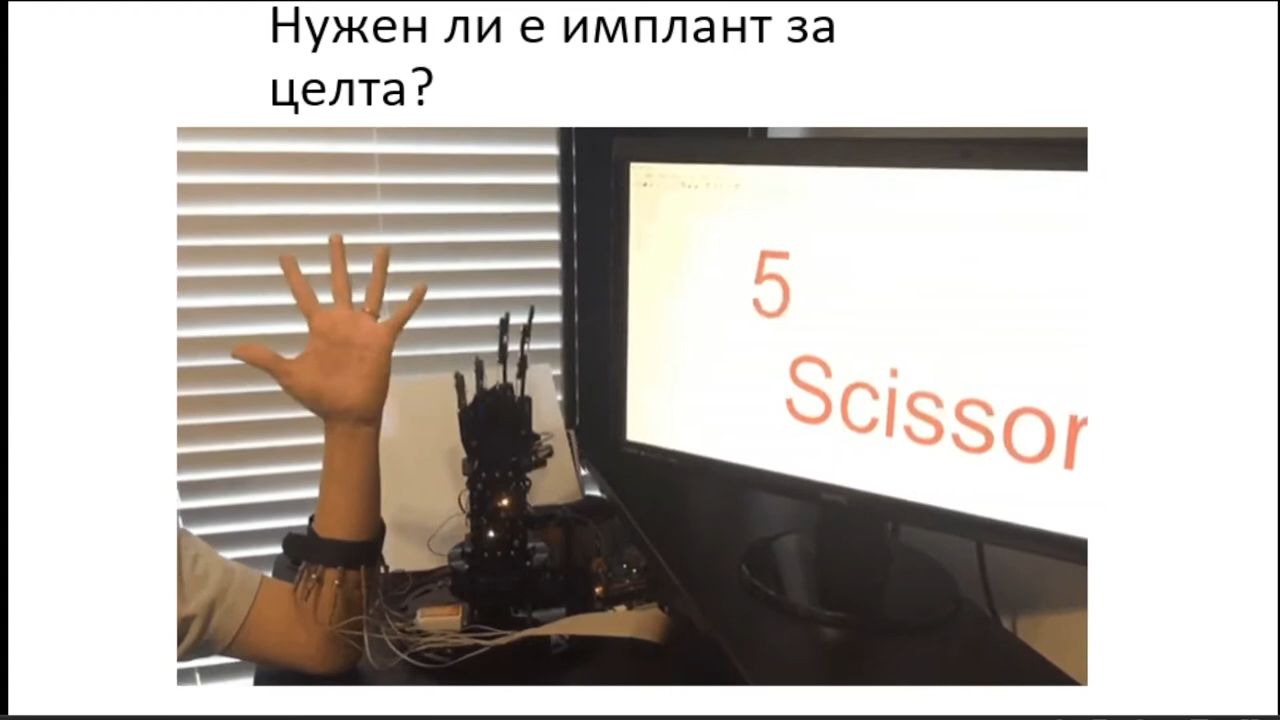 Нужен ли е имплант за
целта?
5
Scissor